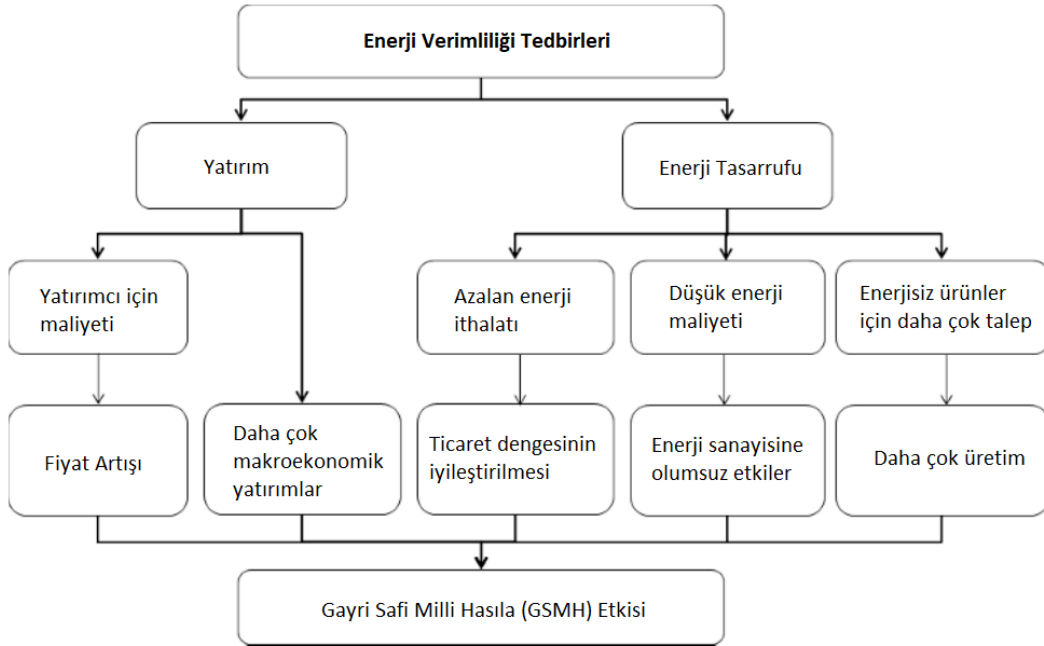 Enerji Verimliliği Tedbirleri
Yatırım
Enerji Tasarrufu
Yatırımcı için
maliyeti
Azalan enerji
ithalatı
Düşük enerji
maliyeti
Enerjisiz ürünler
için daha çok talep
Fiyat Artışı
Daha çok
makroekonomik
yatırımlar
Ticaret dengesinin
iyileştirilmesi
Enerji sanayisine
olumsuz etkiler
Daha çok üretim
Gayri Safi Milli Hasıla (GSMH) Etkisi